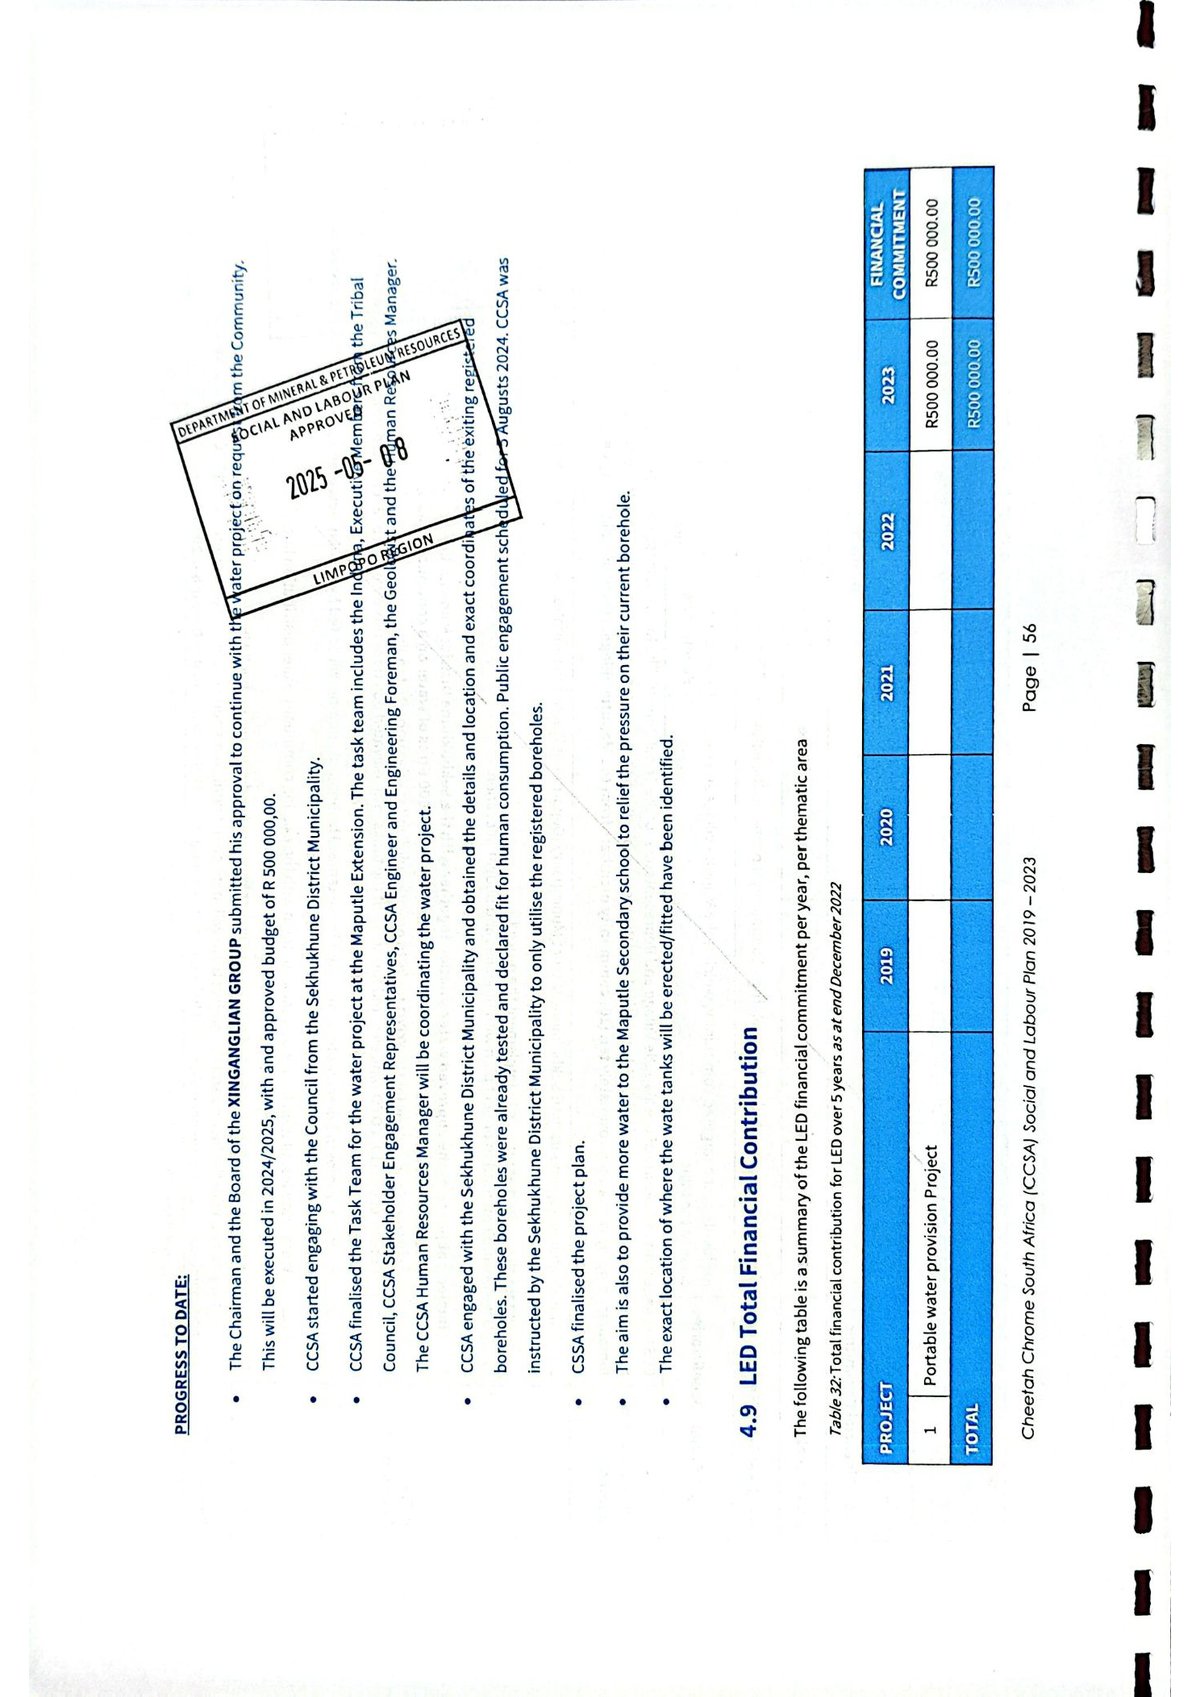 PROGRESS TO DATE:
• The Chairman and the Board of the XINGANGLIAN GROUP submitted his approval to continue with the water project on request from the Community.
This will be executed in 2024/2025, with and approved budget of R 500 000,00.
• CCSA started engaging with the Council from the Sekhukhune District Municipality.
• CCSA finalised the Task Team for the water project at the Maputle Extension. The task team includes the Induna, Executive Member from the Tribal
Council, CCSA Stakeholder Engagement Representatives, CCSA Engineer and Engineering Foreman, the Geologist and the Human Resources Manager.
The CCSA Human Resources Manager will be coordinating the water project.
• CCSA engaged with the Sekhukhune District Municipality and obtained the details and location and exact coordinates of the exiting registered
boreholes. These boreholes were already tested and declared fit for human consumption. Public engagement scheduled for 5 Augusts 2024. CCSA was
instructed by the Sekhukhune District Municipality to only utilise the registered boreholes.
• CSSA finalised the project plan.
• The aim is also to provide more water to the Maputle Secondary school to relief the pressure on their current borehole.
• The exact location of where the wate tanks will be erected/fitted have been identified.
DEPARTMENT OF MINERAL & PETROLEUM RESOURCES
SOCIAL AND LABOUR PLAN
APPROVED
2025 -05- 08
LIMPOPO REGION
4.9 LED Total Financial Contribution
The following table is a summary of the LED financial commitment per year, per thematic area
Table 32: Total financial contribution for LED over 5 years as at end December 2022
PROJECT 2019 2020 2021 2022 2023 FINANCIAL COMMITMENT
1 Portable water provision Project R500 000.00 R500 000.00
TOTAL R500 000.00 R500 000.00
Cheetah Chrome South Africa (CCSA) Social and Labour Plan 2019 – 2023 Page | 56